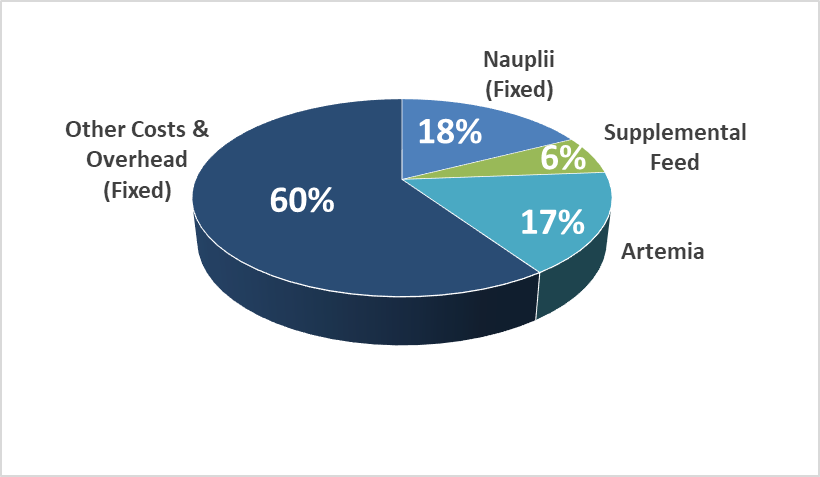 Nauplii
(Fixed)
18%
Supplemental
Feed
6%
Other Costs &
Overhead
(Fixed)
60%
17%
Artemia